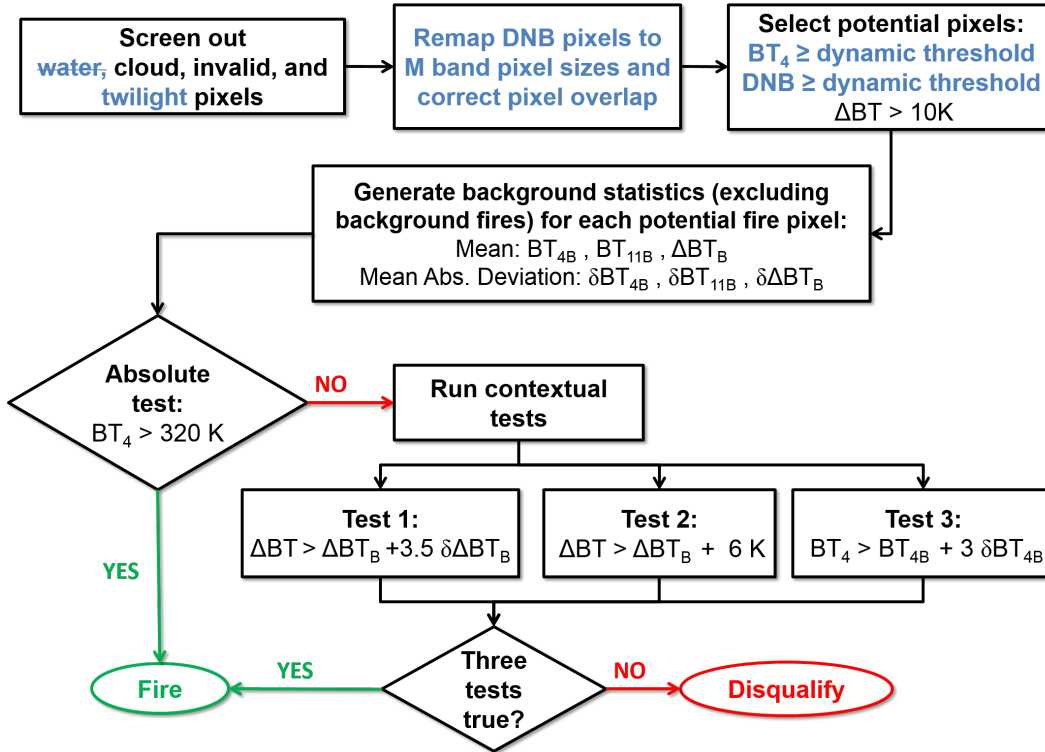 Screen out
water, cloud, invalid, and
twilight pixels
Remap DNB pixels to
M band pixel sizes and
correct pixel overlap
Select potential pixels:
BT₄ ≥ dynamic threshold
DNB ≥ dynamic threshold
ΔBT > 10K
Generate background statistics (excluding
background fires) for each potential fire pixel:
Mean: BT₄B , BT₁₁B , ΔBTB
Mean Abs. Deviation: δBT₄B , δBT₁₁B , δΔBTB
Absolute
test:
BT₄ > 320 K
NO
Run contextual
tests
Test 1:
ΔBT > ΔBTB +3.5 δΔBTB
Test 2:
ΔBT > ΔBTB + 6 K
Test 3:
BT₄ > BT₄B + 3 δBT₄B
YES
Fire
YES
Three
tests
true?
NO
Disqualify